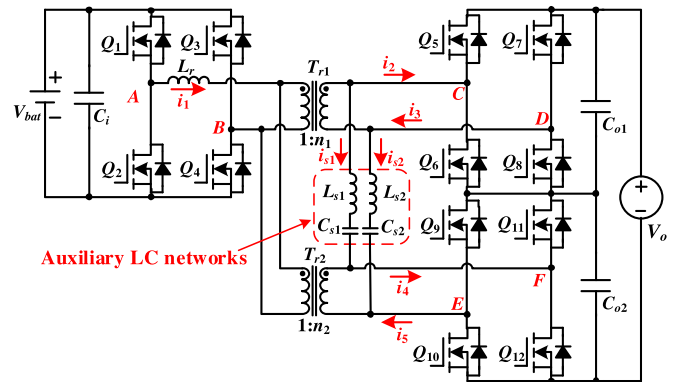 Q1 Q3 Lr Tr1 i2 Q5 Q7
A i1 C
+ Vbat − Ci B i3 D Co1
1:n1 is1 is2
Q2 Q4 Q6 Q8
Ls1 Ls2
Cs1 Cs2 Q9 Q11 + − Vo
Auxiliary LC networks
Tr2 i4 F
Co2
E
1:n2 i5
Q10 Q12